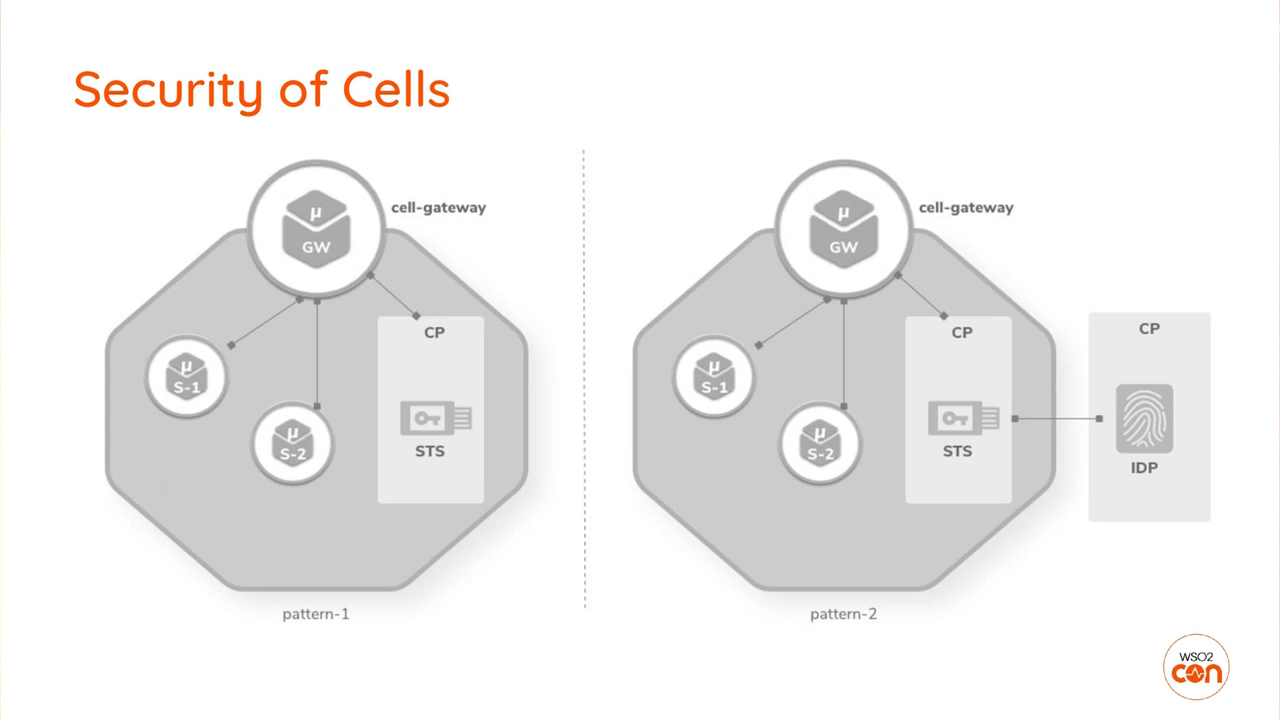 Security of Cells
µ
GW
cell-gateway
CP
µ
S-1
µ
S-2
STS
pattern-1
µ
GW
cell-gateway
CP
µ
S-1
µ
S-2
STS
CP
IDP
pattern-2
WSO2
con